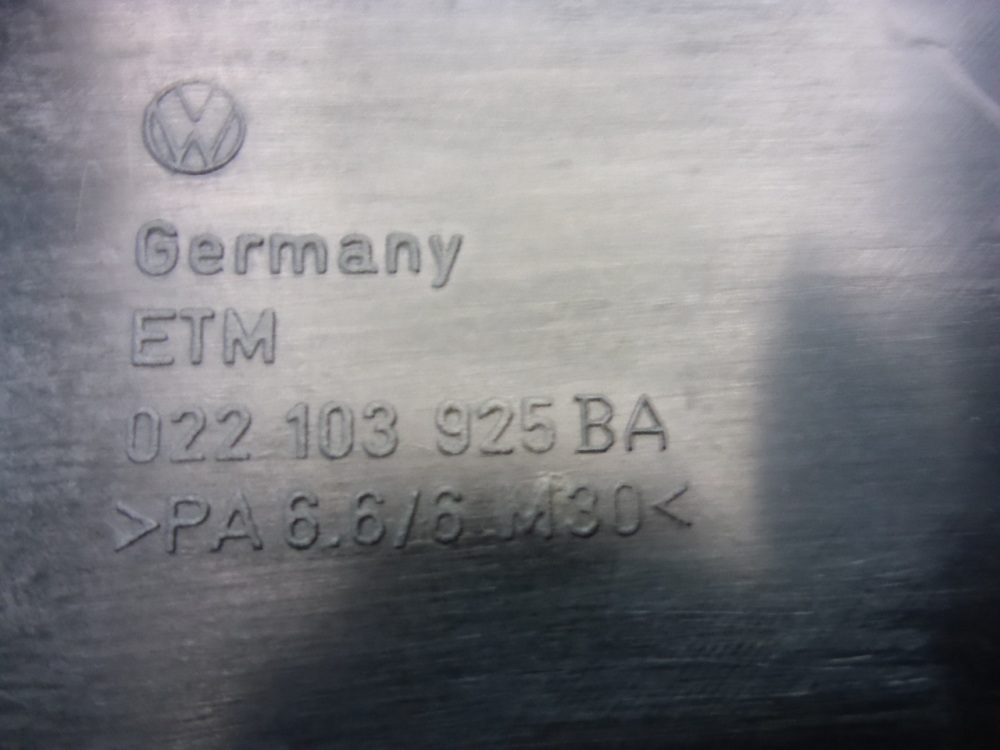 Germany
ETM
022 103 925 BA
>PA 6.6/6 M30<